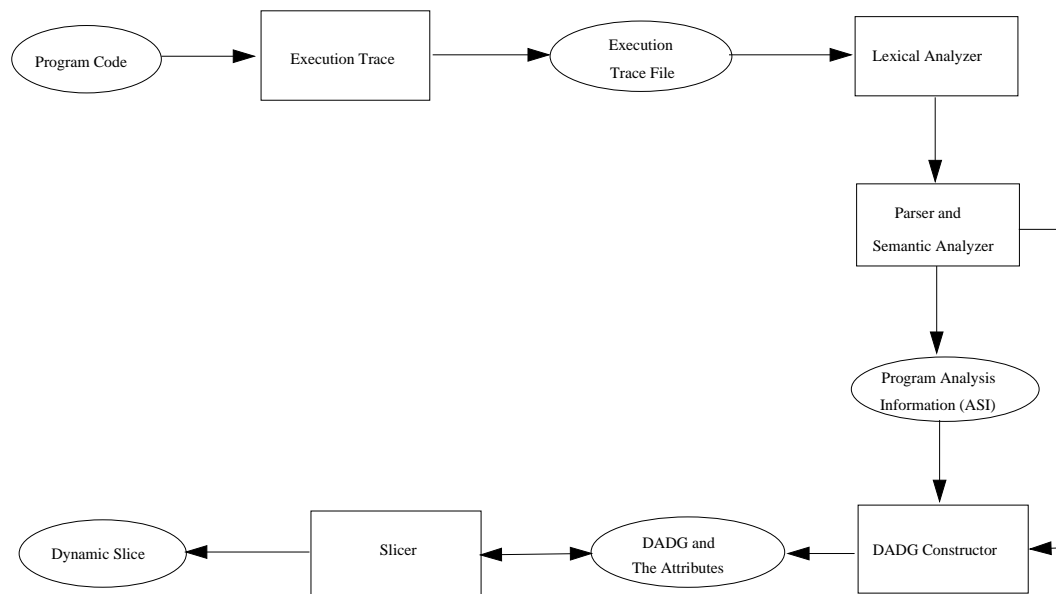 Program Code
Execution Trace
Execution
Trace File
Lexical Analyzer
Parser and
Semantic Analyzer
Program Analysis
Information (ASI)
Dynamic Slice
Slicer
DADG and
The Attributes
DADG Constructor